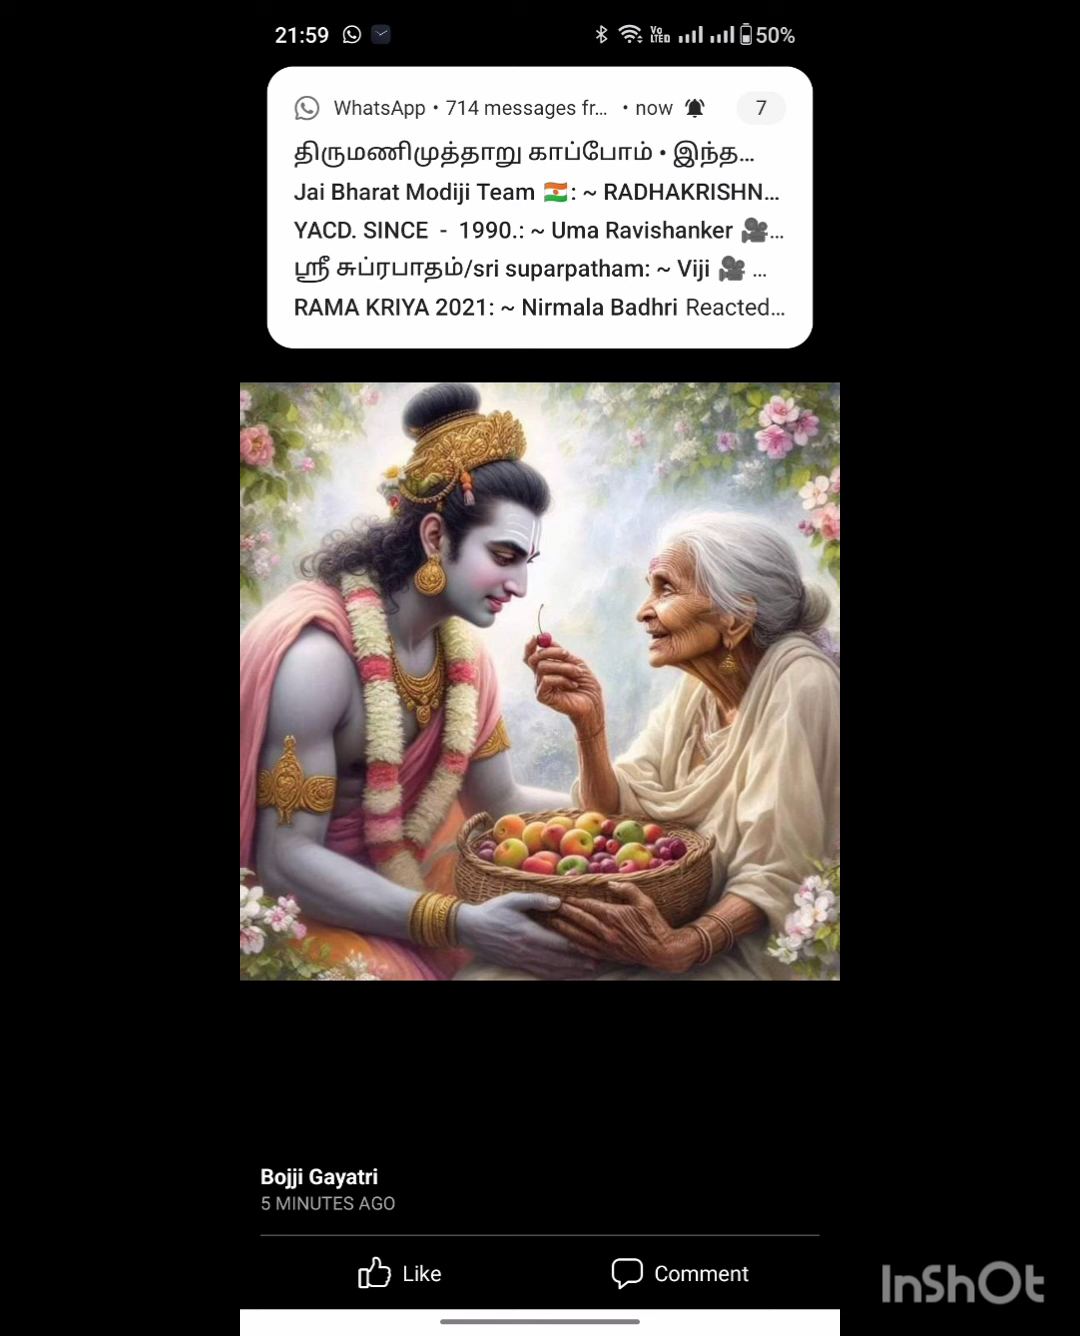 21:59 Vo LTED 50%
WhatsApp • 714 messages fr... • now 7
திருமணிமுத்தாறு காப்போம் • இந்த...
Jai Bharat Modiji Team 🇮🇳: ~ RADHAKRISHN...
YACD. SINCE - 1990.: ~ Uma Ravishanker 🎥...
ஸ்ரீ சுப்ரபாதம்/sri suparpatham: ~ Viji 🎥 ...
RAMA KRIYA 2021: ~ Nirmala Badhri Reacted...
Bojji Gayatri
5 MINUTES AGO
Like Comment
InShOt